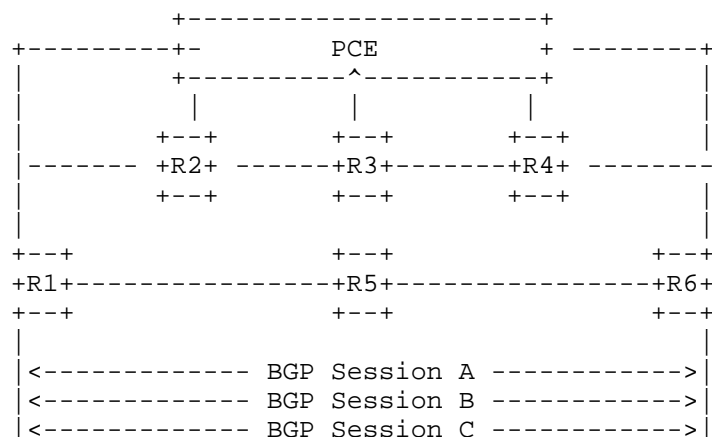 PCE
R2 R3 R4
R1 R5 R6
BGP Session A
BGP Session B
BGP Session C